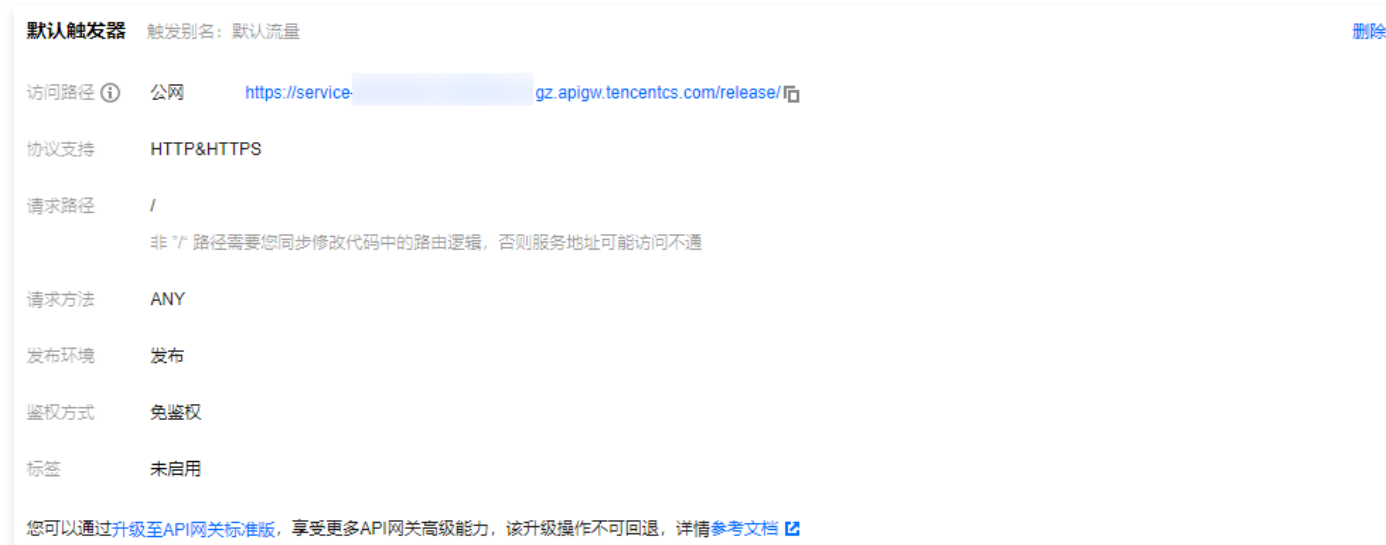 默认触发器 触发别名：默认流量 删除
访问路径 公网 https://service- gz.apigw.tencentcs.com/release/
协议支持 HTTP&HTTPS
请求路径 /
非 "/" 路径需要您同步修改代码中的路由逻辑，否则服务地址可能访问不通
请求方法 ANY
发布环境 发布
鉴权方式 免鉴权
标签 未启用
您可以通过升级至API网关标准版，享受更多API网关高级能力，该升级操作不可回退，详情参考文档